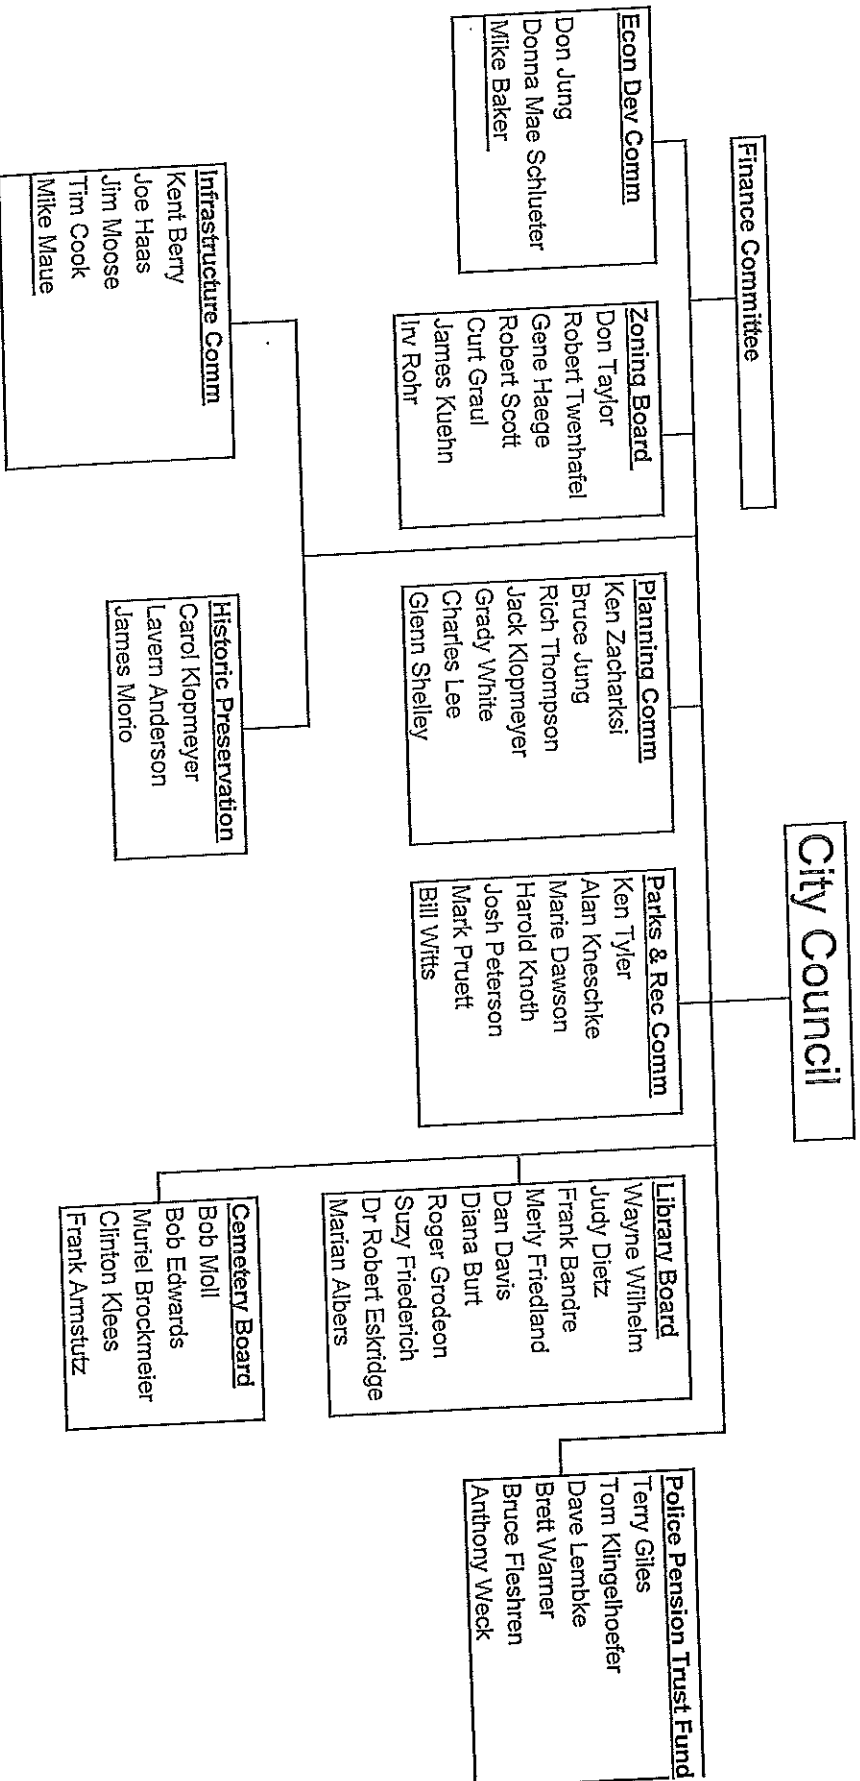 City Council
Finance Committee
Econ Dev Comm
Don Jung
Donna Mae Schlueter
Mike Baker
Zoning Board
Don Taylor
Robert Twenhafel
Gene Haege
Robert Scott
Curt Graul
James Kuehn
Irv Rohr
Planning Comm
Ken Zacharksi
Bruce Jung
Rich Thompson
Jack Klopmeyer
Grady White
Charles Lee
Glenn Shelley
Parks & Rec Comm
Ken Tyler
Alan Kneschke
Marie Dawson
Harold Knoth
Josh Peterson
Mark Pruett
Bill Witts
Library Board
Wayne Wilhelm
Judy Dietz
Frank Bandre
Merly Friedland
Dan Davis
Diana Burt
Roger Grodeon
Suzy Friederich
Dr Robert Eskridge
Marian Albers
Police Pension Trust Fund
Terry Giles
Tom Klingelhoefer
Dave Lembke
Brett Warner
Bruce Fleshren
Anthony Weck
Infrastructure Comm
Kent Berry
Joe Haas
Jim Moose
Tim Cook
Mike Maue
Historic Preservation
Carol Klopmeyer
Lavern Anderson
James Morio
Cemetery Board
Bob Moll
Bob Edwards
Muriel Brockmeier
Clinton Klees
Frank Armstutz